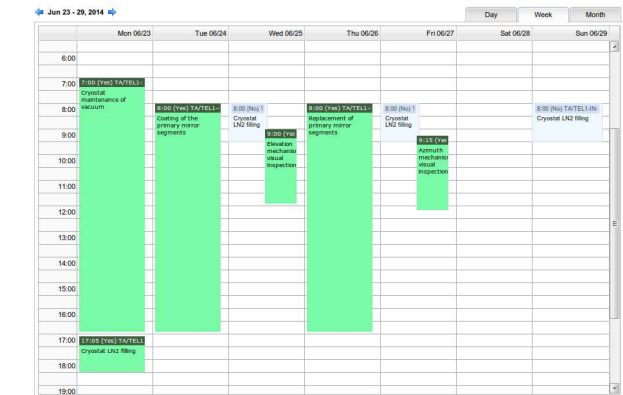 Jun 23 - 29, 2014
Day
Week
Month
Mon 06/23
Tue 06/24
Wed 06/25
Thu 06/26
Fri 06/27
Sat 06/28
Sun 06/29
6:00
7:00
7:00 (Yes) TA/TEL1-
Cryostat
maintenance of
vacuum
8:00
8:00 (Yes) TA/TEL1-
Coating of the
primary mirror
segments
8:00 (No) T
Cryostat
LN2 filling
8:00 (Yes) TA/TEL1-
Replacement of
primary mirror
segments
8:00 (No) T
Cryostat
LN2 filling
8:00 (No) TA/TEL1-IN-
Cryostat LN2 filling
9:00
9:00 (Yes
Elevation
mechanisr
visual
inspection
9:15 (Yes
Azimuth
mechanisr
visual
inspection
10:00
11:00
12:00
13:00
14:00
15:00
16:00
17:00
17:05 (Yes) TA/TEL1
Cryostat LN2 filling
18:00
19:00